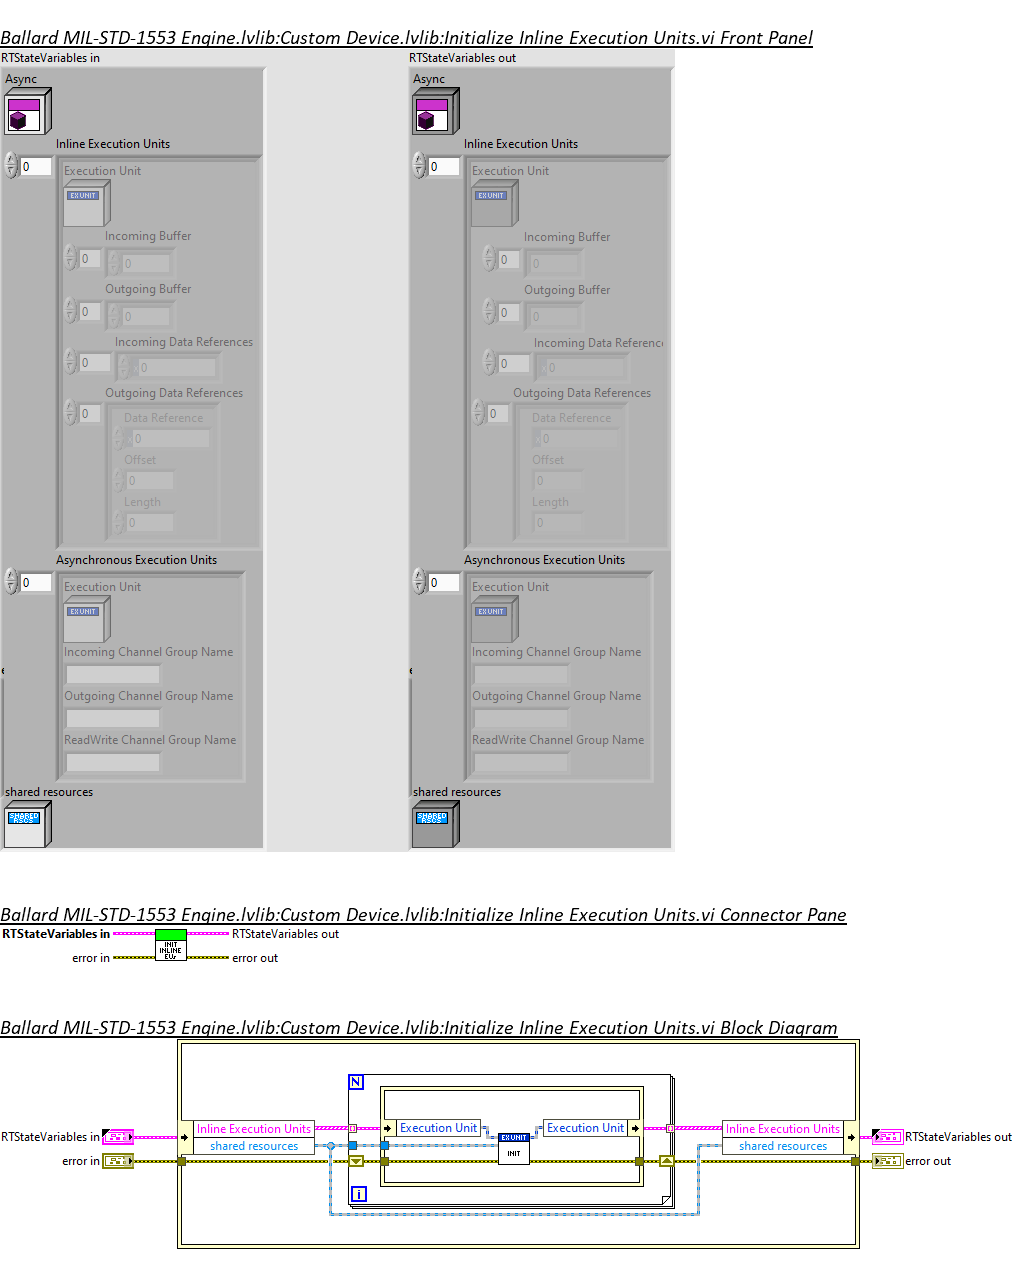 Ballard MIL-STD-1553 Engine.lvlib:Custom Device.lvlib:Initialize Inline Execution Units.vi Front Panel
RTStateVariables in
RTStateVariables out
Async
Async
Inline Execution Units
Inline Execution Units
0
0
Execution Unit
Execution Unit
EX UNIT
EX UNIT
Incoming Buffer
Incoming Buffer
0
0
0
0
Outgoing Buffer
Outgoing Buffer
0
0
0
0
Incoming Data References
Incoming Data Referenc
0
0
0
0
Outgoing Data References
Outgoing Data References
0
0
Data Reference
Data Reference
0
0
Offset
Offset
0
0
Length
Length
0
0
Asynchronous Execution Units
Asynchronous Execution Units
0
0
Execution Unit
Execution Unit
EX UNIT
EX UNIT
Incoming Channel Group Name
Incoming Channel Group Name
Outgoing Channel Group Name
Outgoing Channel Group Name
ReadWrite Channel Group Name
ReadWrite Channel Group Name
shared resources
shared resources
SHARED
RSCS
SHARED
RSCS
Ballard MIL-STD-1553 Engine.lvlib:Custom Device.lvlib:Initialize Inline Execution Units.vi Connector Pane
RTStateVariables in
RTStateVariables out
INIT
INLINE
EUs
error in
error out
Ballard MIL-STD-1553 Engine.lvlib:Custom Device.lvlib:Initialize Inline Execution Units.vi Block Diagram
N
Inline Execution Units
Execution Unit
Execution Unit
Inline Execution Units
RTStateVariables in
RTStateVariables out
shared resources
EX UNIT
INIT
shared resources
error in
error out
i